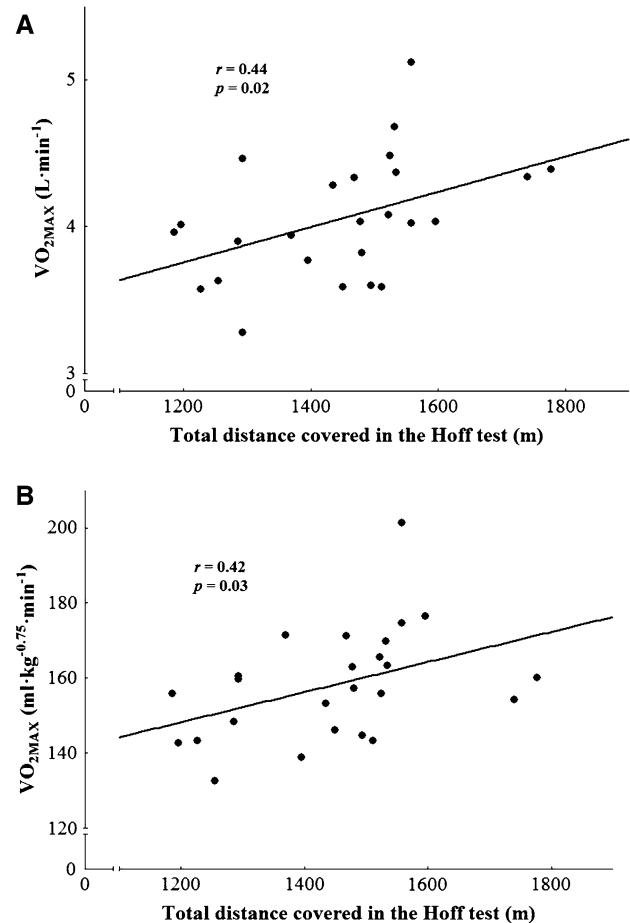 A
r = 0.44
p = 0.02
VO₂MAX (L·min⁻¹)
5
4
3
0
0 1200 1400 1600 1800
Total distance covered in the Hoff test (m)
B
r = 0.42
p = 0.03
VO₂MAX (ml·kg⁻⁰·⁷⁵·min⁻¹)
200
180
160
140
120
0
0 1200 1400 1600 1800
Total distance covered in the Hoff test (m)